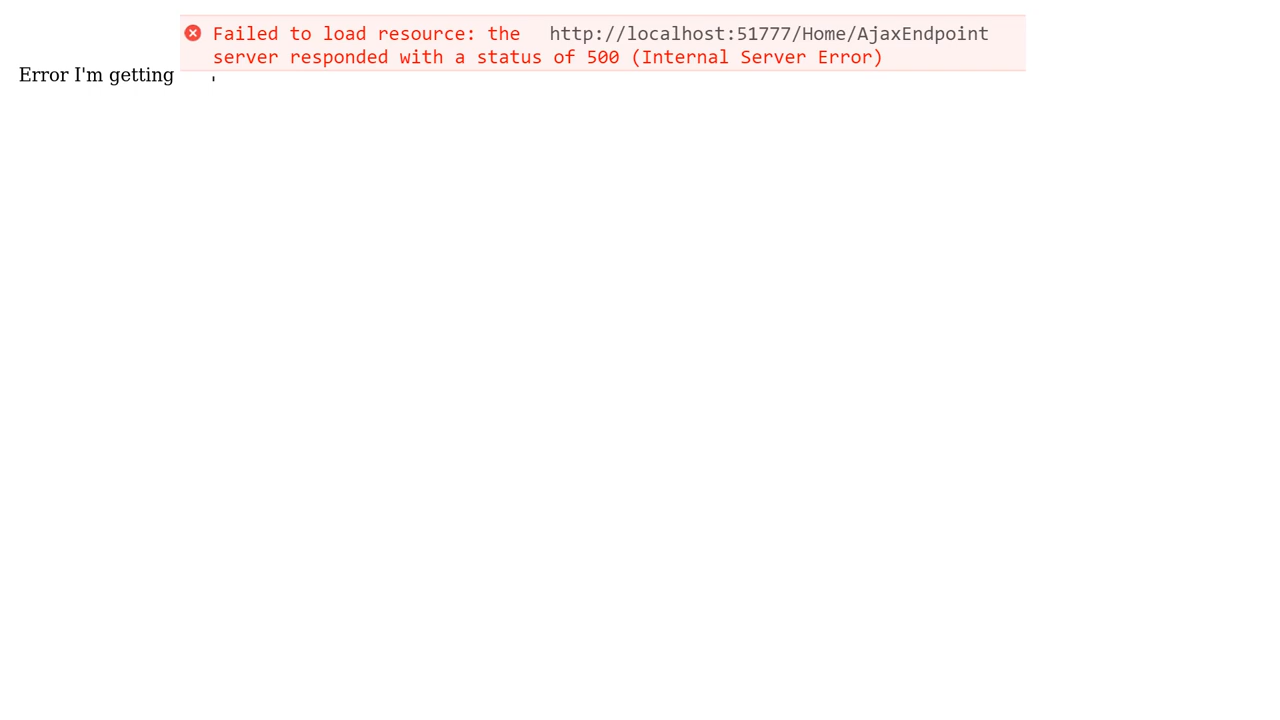 Failed to load resource: the http://localhost:51777/Home/AjaxEndpoint
server responded with a status of 500 (Internal Server Error)
Error I'm getting